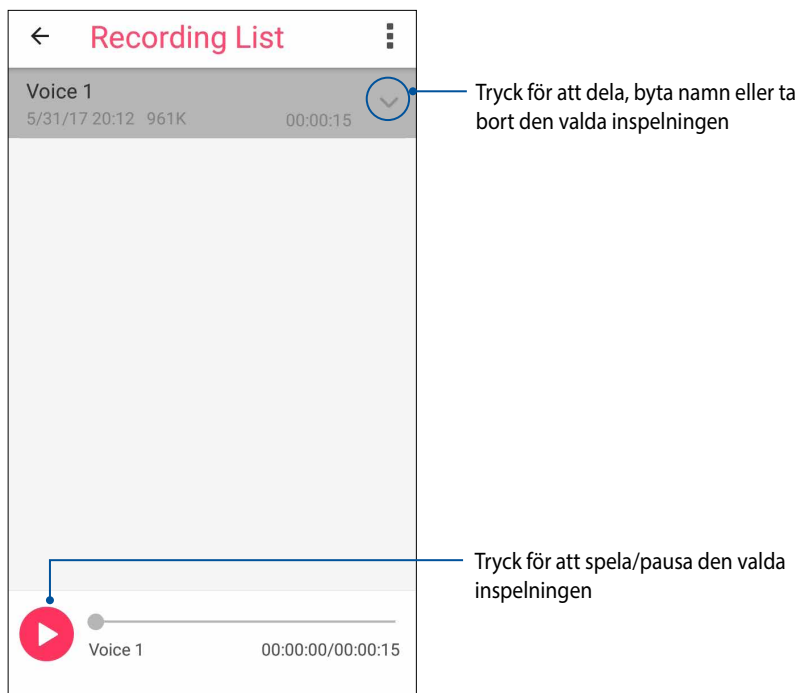 Recording List
Voice 1
5/31/17 20:12 961K 00:00:15
Tryck för att dela, byta namn eller ta
bort den valda inspelningen
Tryck för att spela/pausa den valda
inspelningen
Voice 1 00:00:00/00:00:15